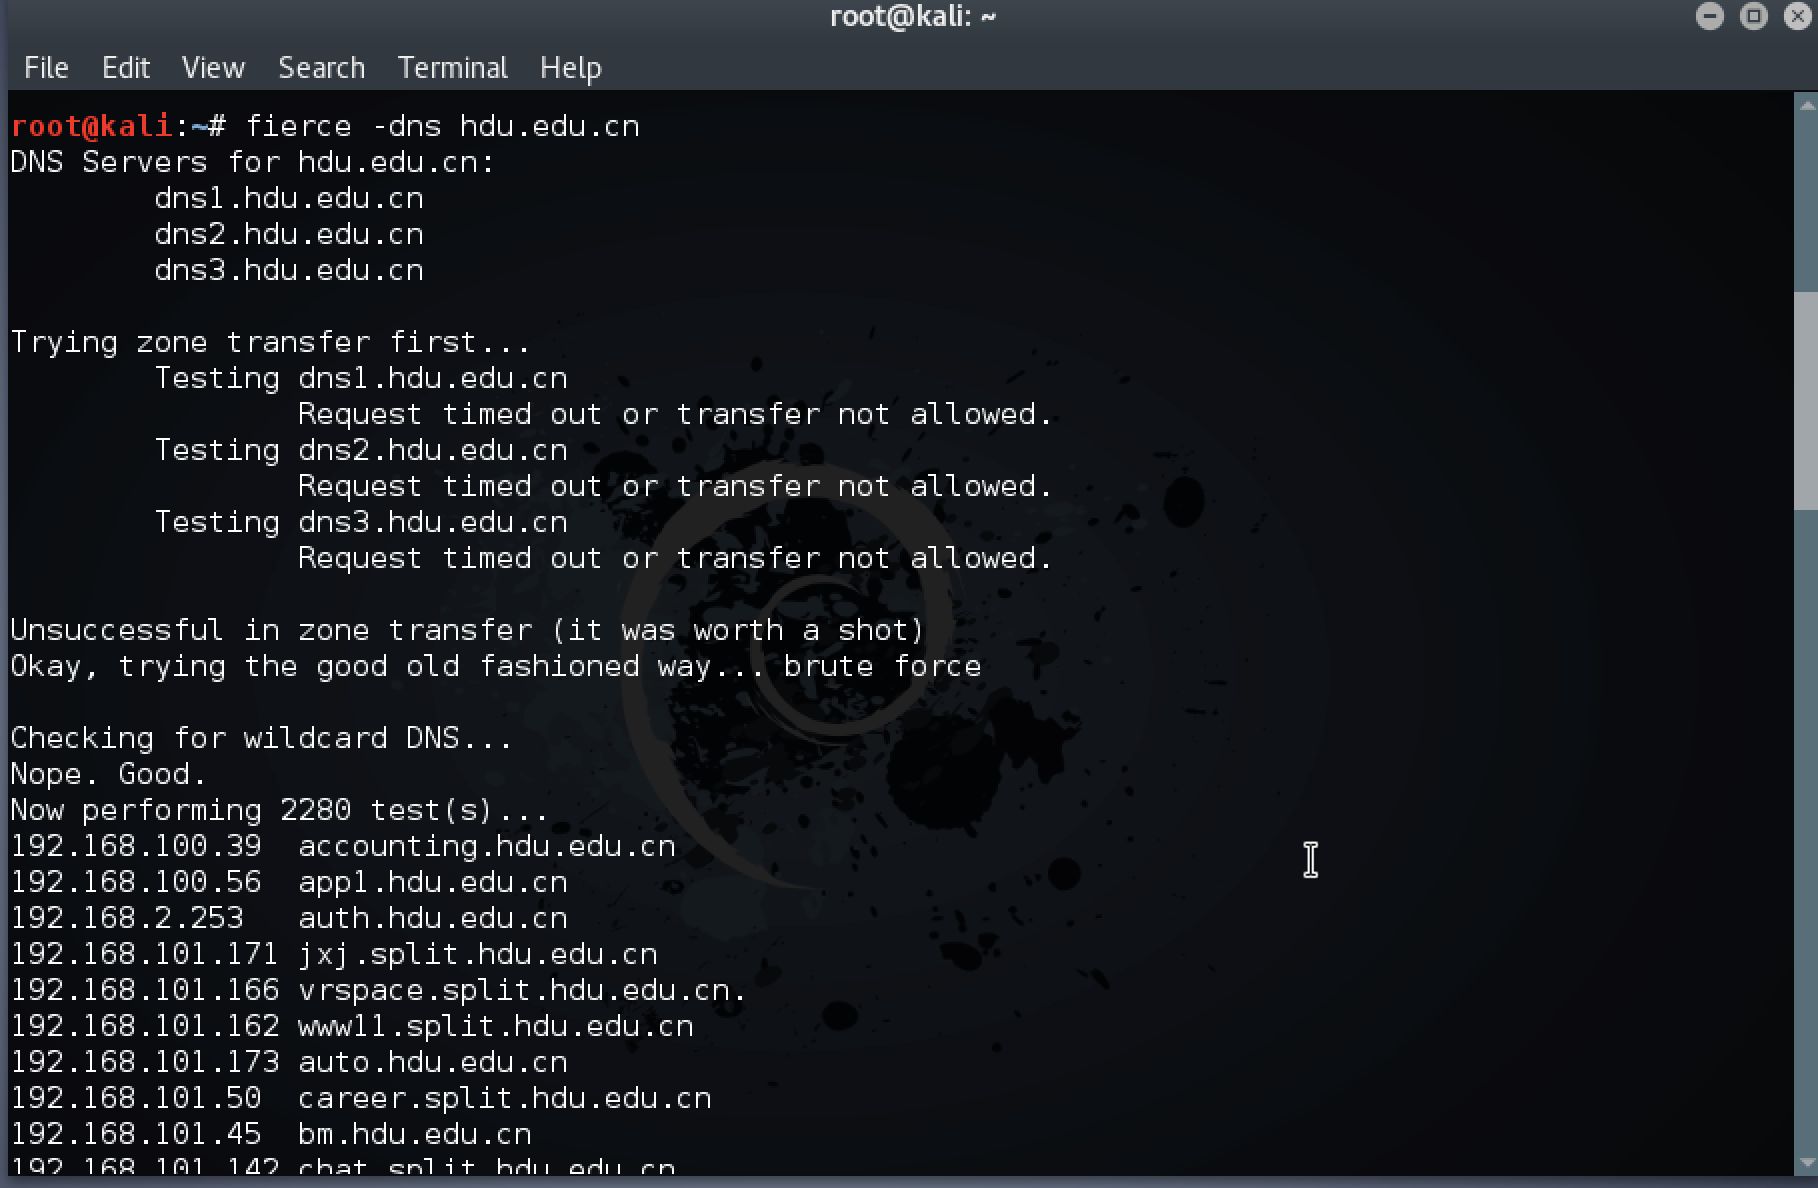 root@kali: ~
File Edit View Search Terminal Help
root@kali:~# fierce -dns hdu.edu.cn
DNS Servers for hdu.edu.cn:
dns1.hdu.edu.cn
dns2.hdu.edu.cn
dns3.hdu.edu.cn
Trying zone transfer first...
Testing dns1.hdu.edu.cn
Request timed out or transfer not allowed.
Testing dns2.hdu.edu.cn
Request timed out or transfer not allowed.
Testing dns3.hdu.edu.cn
Request timed out or transfer not allowed.
Unsuccessful in zone transfer (it was worth a shot)
Okay, trying the good old fashioned way... brute force
Checking for wildcard DNS...
Nope. Good.
Now performing 2280 test(s)...
192.168.100.39 accounting.hdu.edu.cn
192.168.100.56 app1.hdu.edu.cn
192.168.2.253 auth.hdu.edu.cn
192.168.101.171 jxj.split.hdu.edu.cn
192.168.101.166 vrspace.split.hdu.edu.cn.
192.168.101.162 www11.split.hdu.edu.cn
192.168.101.173 auto.hdu.edu.cn
192.168.101.50 career.split.hdu.edu.cn
192.168.101.45 bm.hdu.edu.cn
192.168.101.142 chat.split.hdu.edu.cn